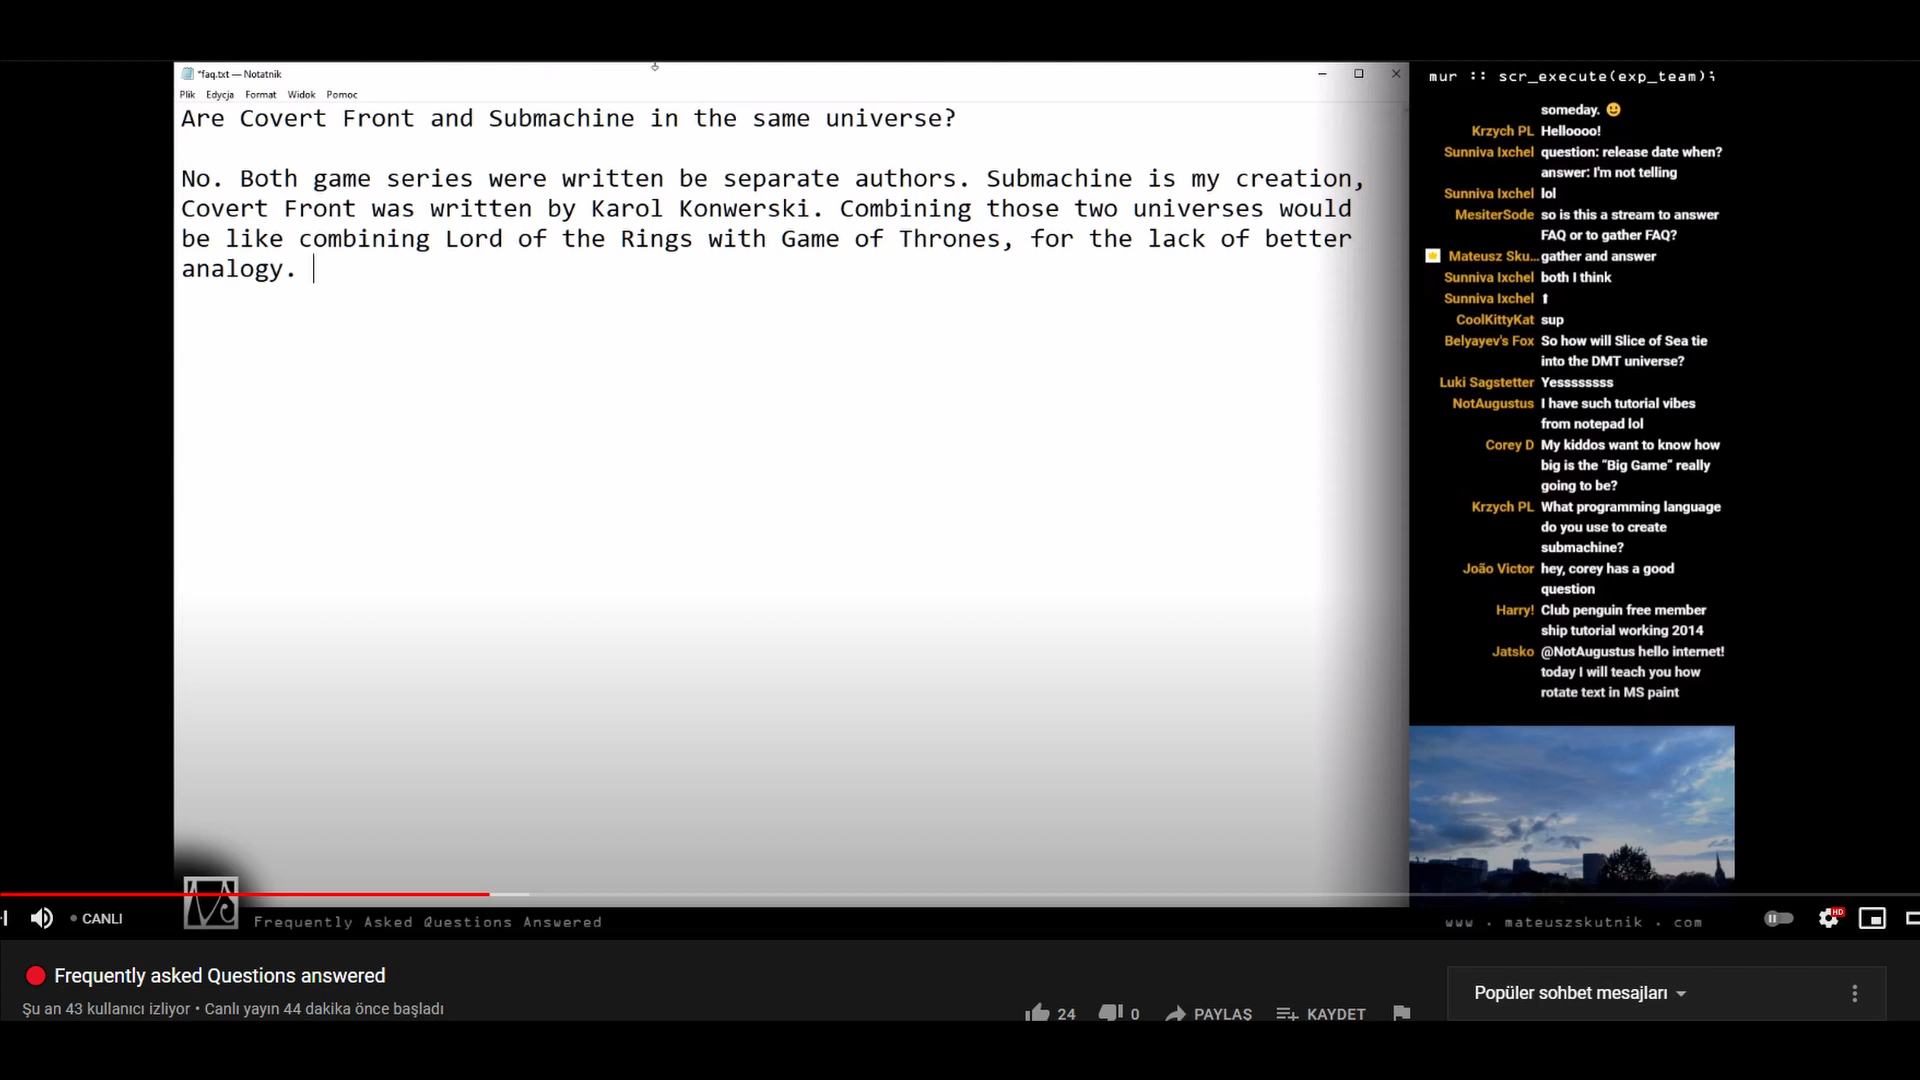 *faq.txt — Notatnik
Plik Edycja Format Widok Pomoc
Are Covert Front and Submachine in the same universe?
No. Both game series were written be separate authors. Submachine is my creation,
Covert Front was written by Karol Konwerski. Combining those two universes would
be like combining Lord of the Rings with Game of Thrones, for the lack of better
analogy.
mur :: scr_execute(exp_team);
someday. 🙂
Krzych PL Helloooo!
Sunniva Ixchel question: release date when?
answer: I'm not telling
Sunniva Ixchel lol
MesiterSode so is this a stream to answer
FAQ or to gather FAQ?
Mateusz Sku... gather and answer
Sunniva Ixchel both I think
Sunniva Ixchel ⬆
CoolKittyKat sup
Belyayev's Fox So how will Slice of Sea tie
into the DMT universe?
Luki Sagstetter Yessssssss
NotAugustus I have such tutorial vibes
from notepad lol
Corey D My kiddos want to know how
big is the “Big Game” really
going to be?
Krzych PL What programming language
do you use to create
submachine?
João Victor hey, corey has a good
question
Harry! Club penguin free member
ship tutorial working 2014
Jatsko @NotAugustus hello internet!
today I will teach you how
rotate text in MS paint
• CANLI
Frequently Asked Questions Answered
www . mateuszskutnik . com
HD
Frequently asked Questions answered
Şu an 43 kullanıcı izliyor • Canlı yayın 44 dakika önce başladı
24 0 PAYLAŞ KAYDET
Popüler sohbet mesajları